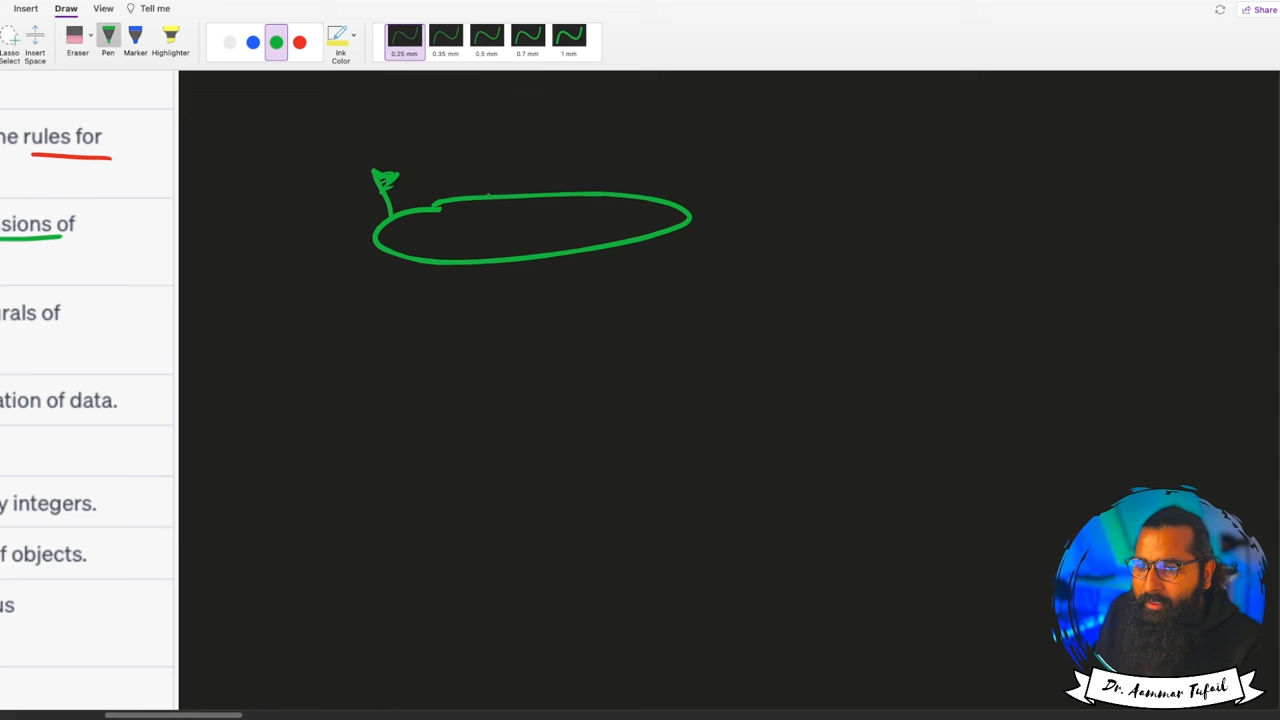 Insert Draw View Tell me
Share
Lasso Select
Insert Space
Eraser
Pen
Marker
Highlighter
Ink Color
0.25 mm
0.35 mm
0.5 mm
0.7 mm
1 mm
ne rules for
sions of
rals of
ation of data.
y integers.
f objects.
us
Dr. Aammar Tufail